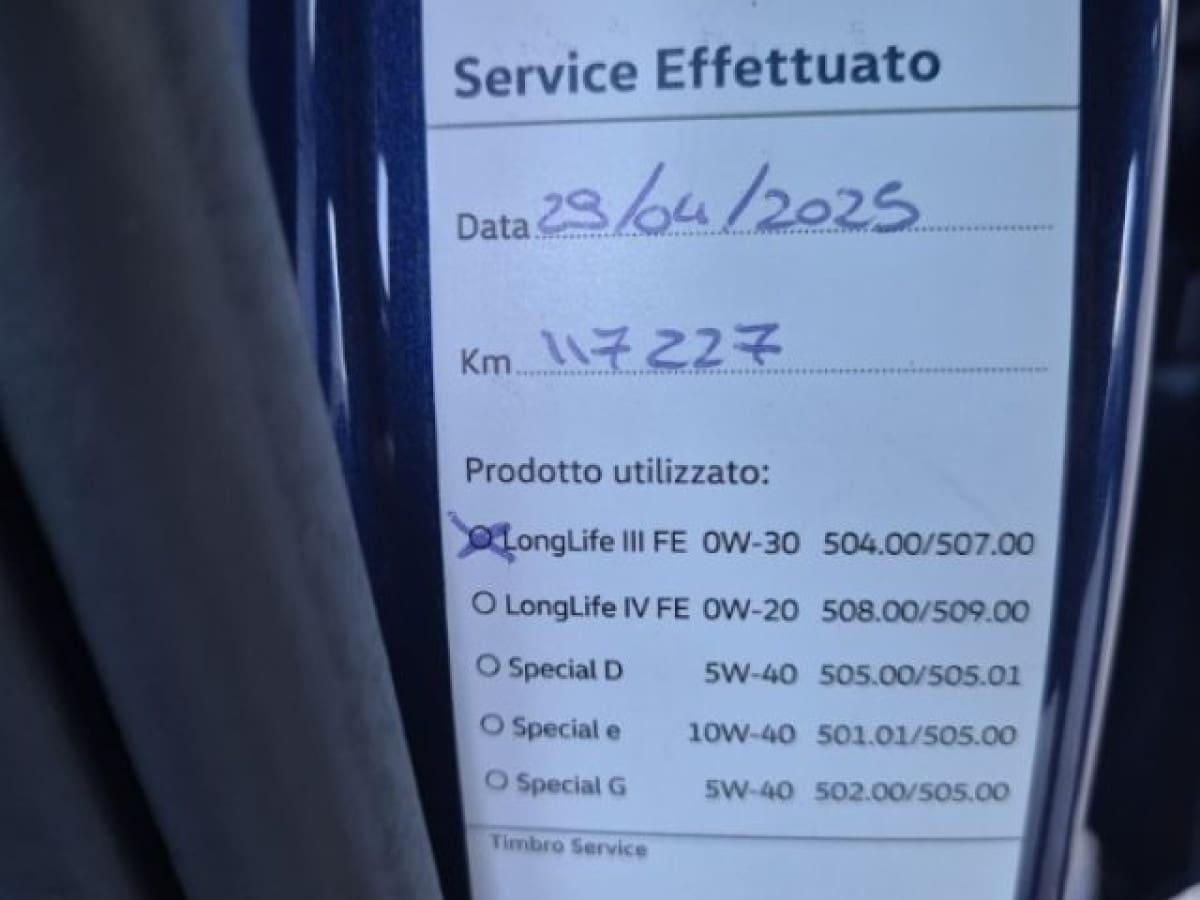 Service Effettuato
Data 29/04/2025
Km 117227
Prodotto utilizzato:
LongLife III FE 0W-30 504.00/507.00
LongLife IV FE 0W-20 508.00/509.00
Special D 5W-40 505.00/505.01
Special e 10W-40 501.01/505.00
Special G 5W-40 502.00/505.00
Timbro Service